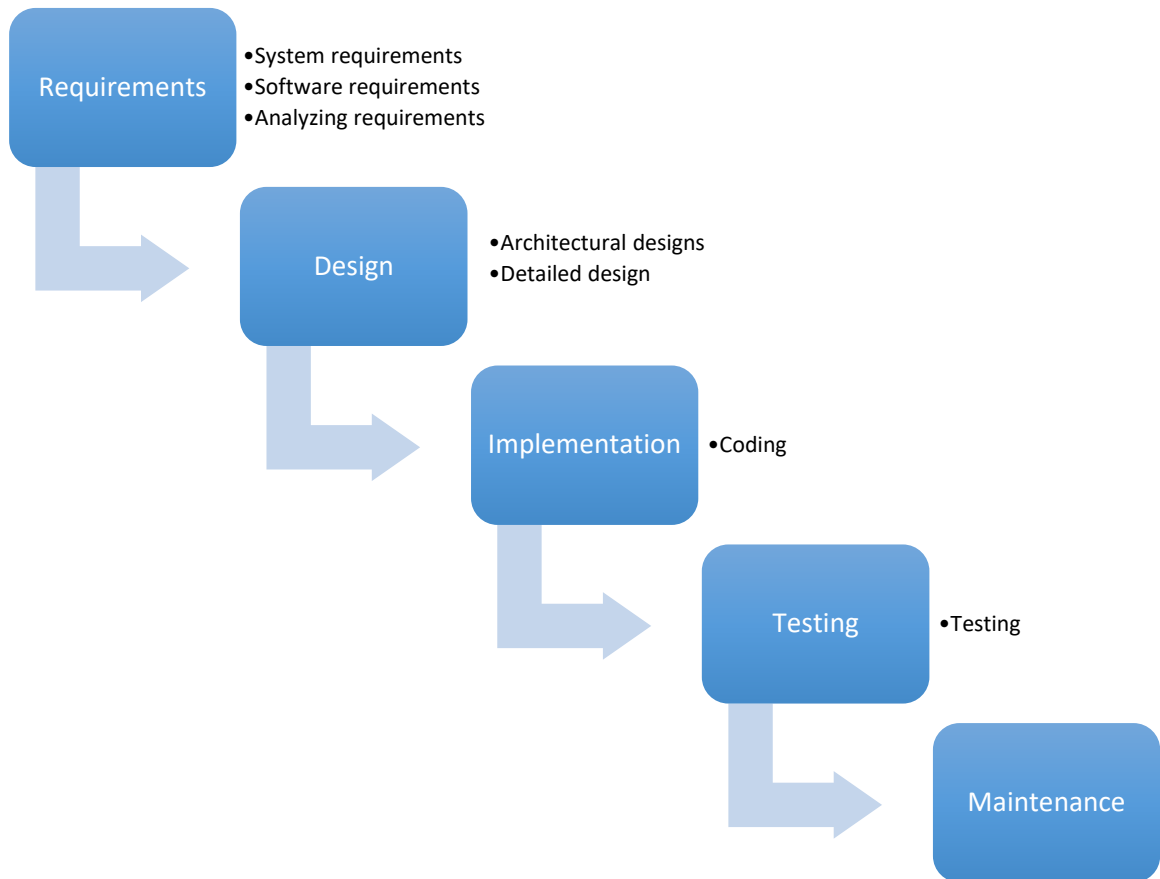 Requirements
•System requirements
•Software requirements
•Analyzing requirements
Design
•Architectural designs
•Detailed design
Implementation
•Coding
Testing
•Testing
Maintenance